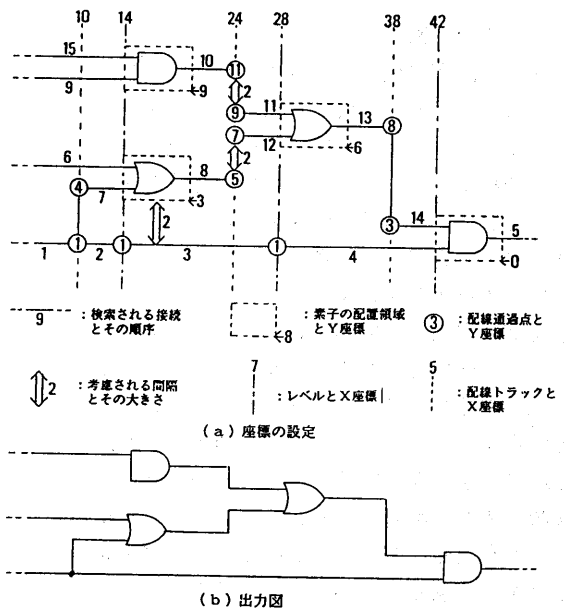 10 14 24 28 38 42
15 10 11
9 2
9
9 11 13 8
7 12
6 2 6
8
4 7 5
3
2 3 14 5
1 1 1
1 2 3 4 0
9 :検索される接続
とその順序
8 :素子の配置領域
とY座標
3 :配線通過点と
Y座標
2 :考慮される間隔
とその大きさ
7 :レベルとX座標
5 :配線トラックと
X座標
(a)座標の設定
(b)出力図